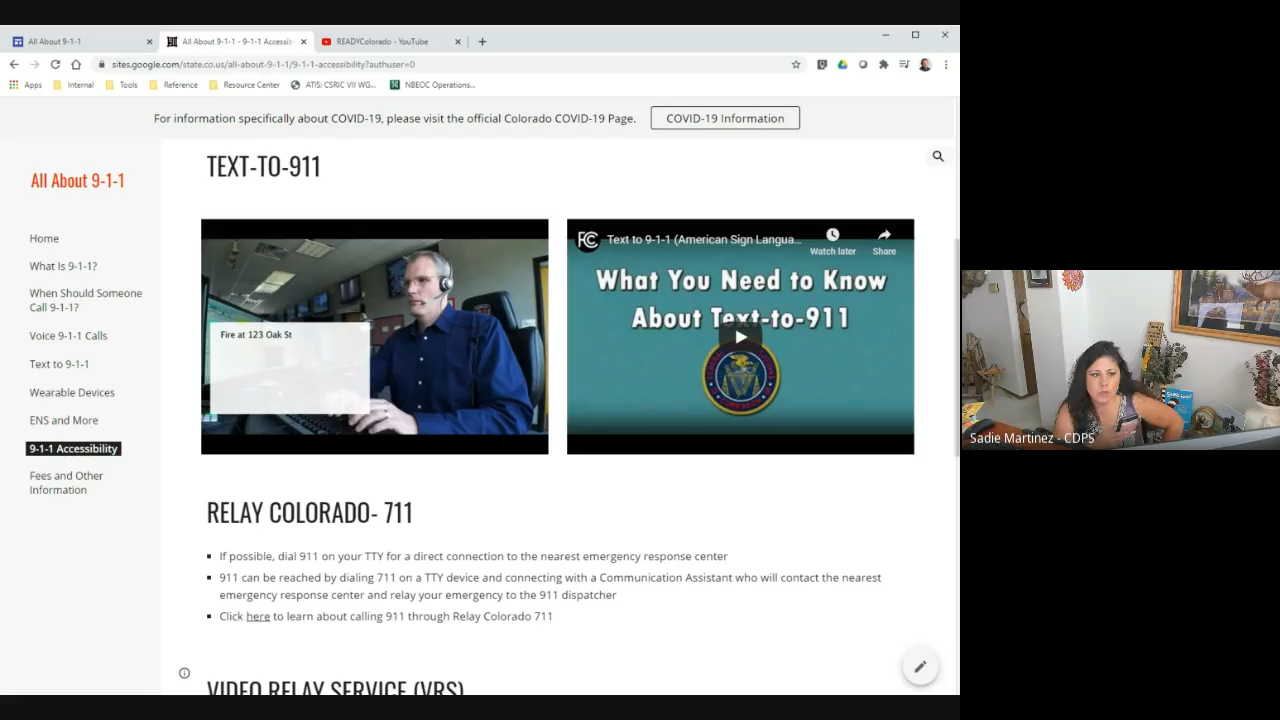 All About 9-1-1
All About 9-1-1 - 9-1-1 Accessib
READYColorado - YouTube
sites.google.com/state.co.us/all-about-9-1-1/9-1-1-accessibility?authuser=0
Apps
Internal
Tools
Reference
Resource Center
ATIS: CSRIC VII WG...
NBEOC Operations...
For information specifically about COVID-19, please visit the official Colorado COVID-19 Page.
COVID-19 Information
All About 9-1-1
Home
What Is 9-1-1?
When Should Someone
Call 9-1-1?
Voice 9-1-1 Calls
Text to 9-1-1
Wearable Devices
ENS and More
9-1-1 Accessibility
Fees and Other
Information
TEXT-TO-911
Fire at 123 Oak St
FC
Text to 9-1-1 (American Sign Langua...
Watch later
Share
What You Need to Know
About Text-to-911
RELAY COLORADO- 711
If possible, dial 911 on your TTY for a direct connection to the nearest emergency response center
911 can be reached by dialing 711 on a TTY device and connecting with a Communication Assistant who will contact the nearest
emergency response center and relay your emergency to the 911 dispatcher
Click here to learn about calling 911 through Relay Colorado 711
VIDEO RELAY SERVICE (VRS)
Sadie Martinez - CDPS